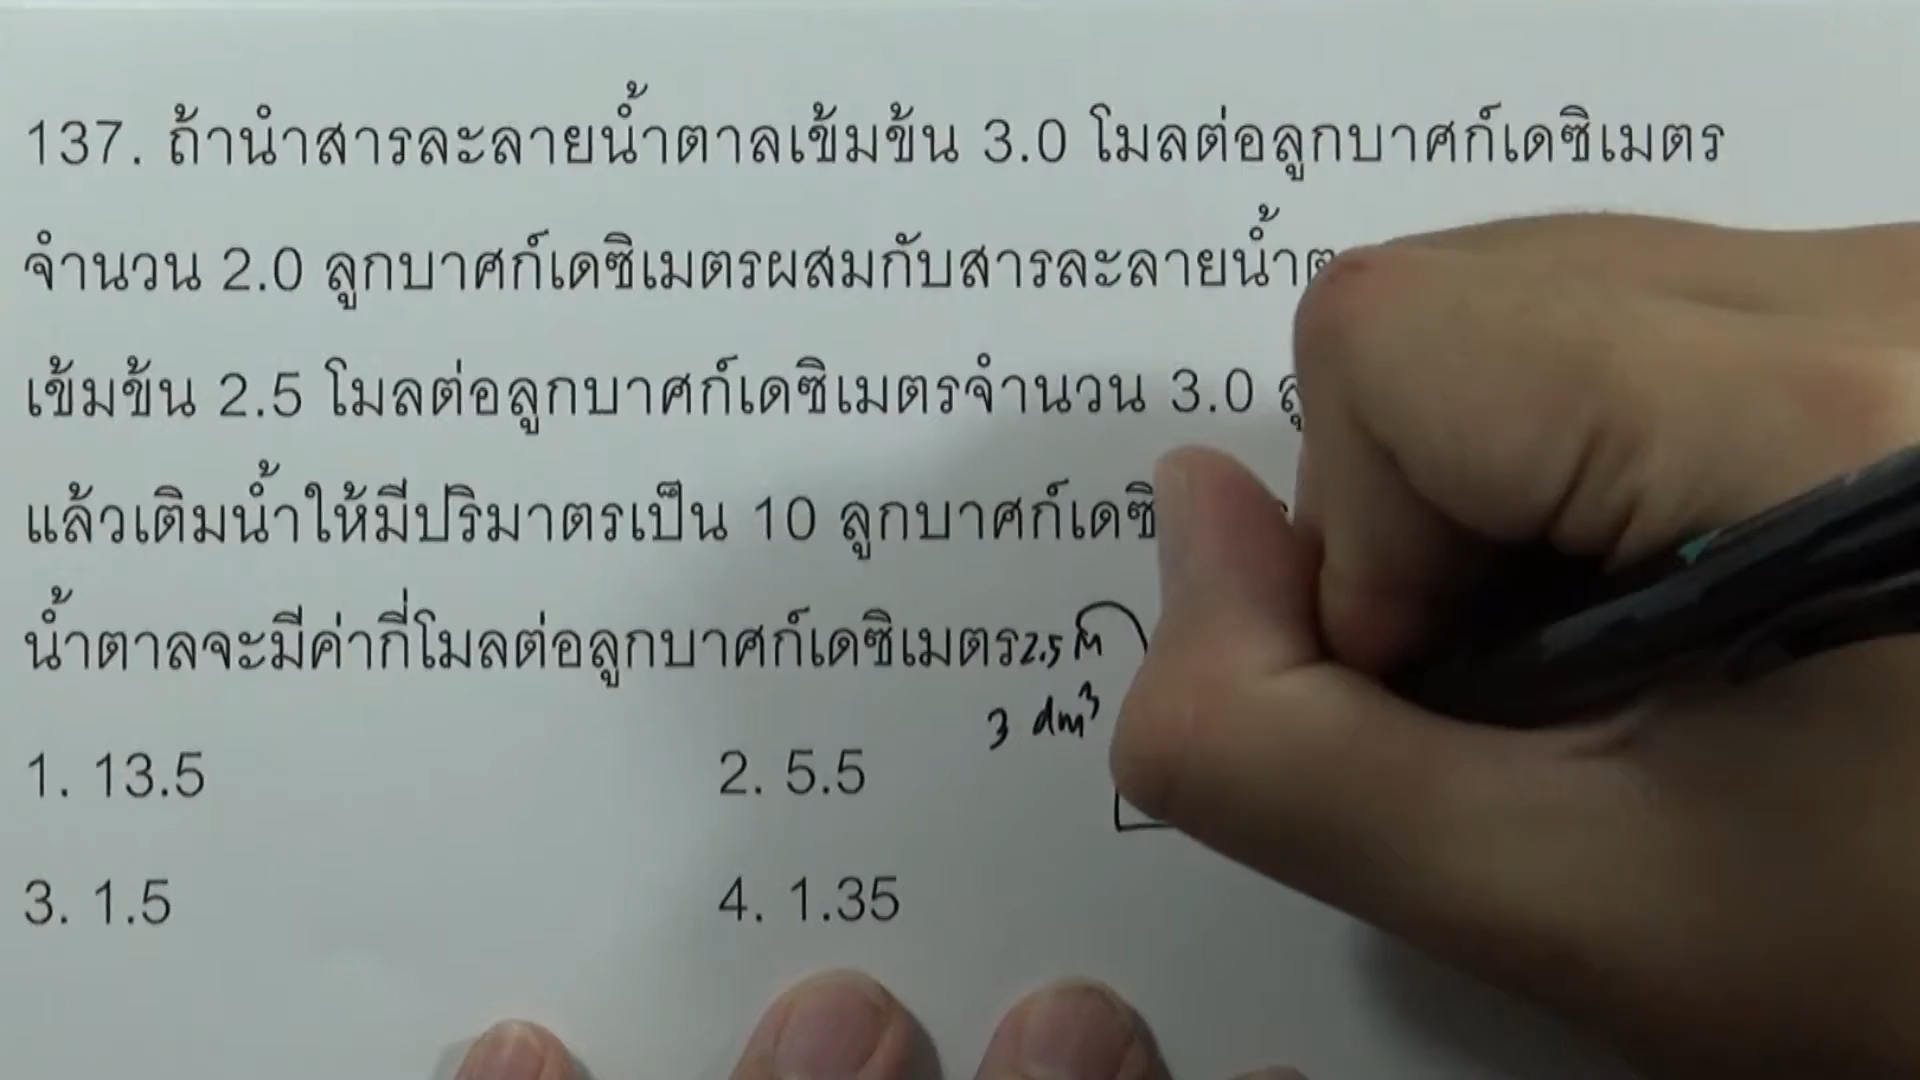 137. ถ้านำสารละลายน้ำตาลเข้มข้น 3.0 โมลต่อลูกบาศก์เดซิเมตร
จำนวน 2.0 ลูกบาศก์เดซิเมตรผสมกับสารละลาย
เข้มข้น 2.5 โมลต่อลูกบาศก์เดซิเมตรจำนวน 3.0
แล้วเติมน้ำให้มีปริมาตรเป็น 10 ลูกบาศก์เดซิ
น้ำตาลจะมีค่ากี่โมลต่อลูกบาศก์เดซิเมตร 2.5 M
3 dm³
1. 13.5 2. 5.5
3. 1.5 4. 1.35